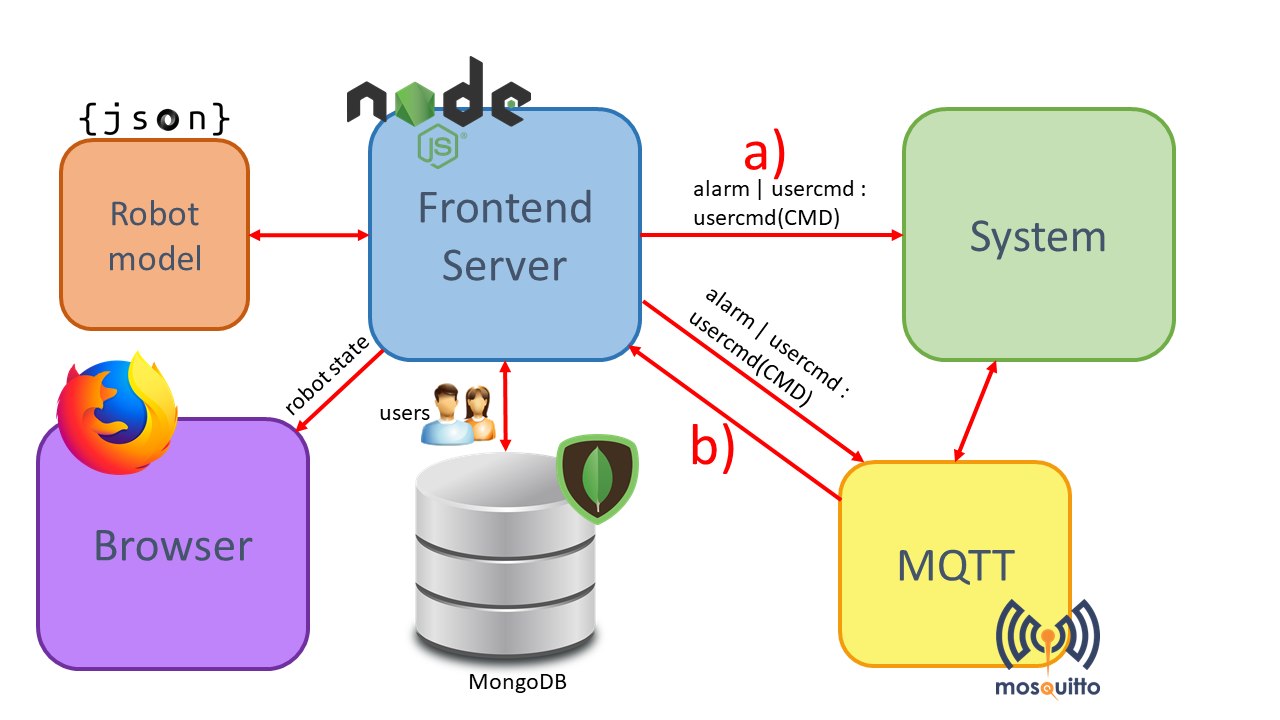 node
JS
{json}
Robot
model
Frontend
Server
a)
alarm | usercmd :
usercmd(CMD)
System
alarm | usercmd :
usercmd(CMD)
robot state
users
b)
Browser
MQTT
mosquitto
MongoDB